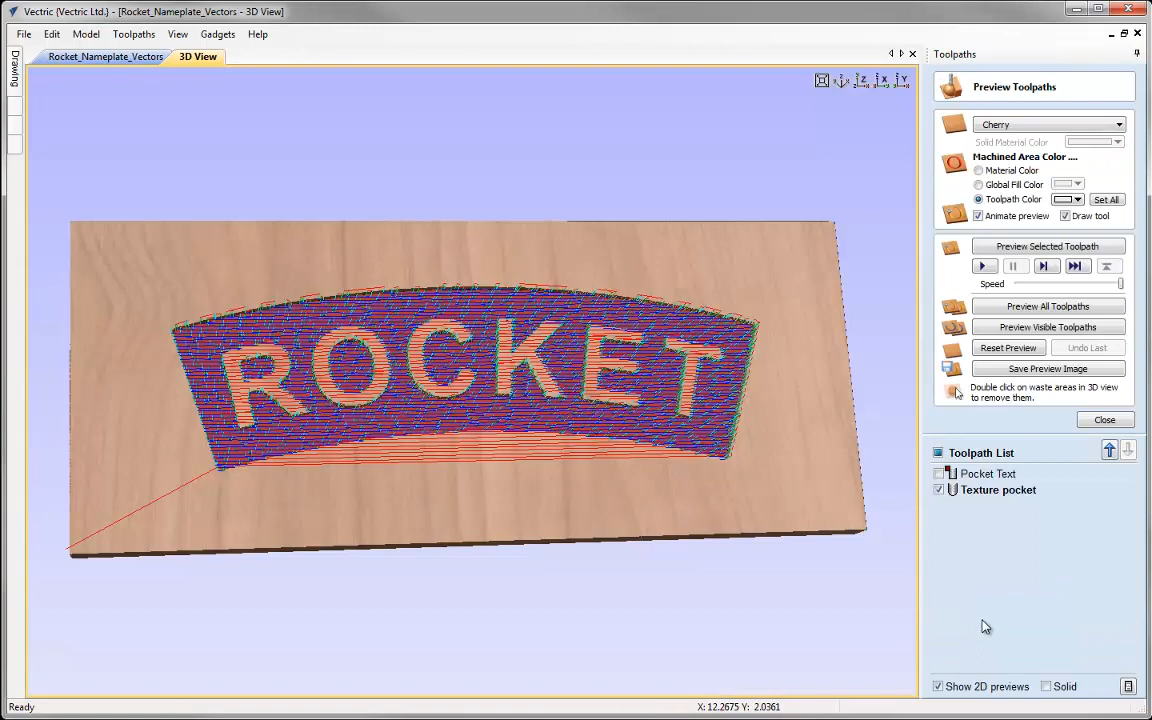 Vectric {Vectric Ltd.} - [Rocket_Nameplate_Vectors - 3D View]
File Edit Model Toolpaths View Gadgets Help
Drawing
Rocket_Nameplate_Vectors 3D View
Z X Y
ROCKET
Toolpaths
Preview Toolpaths
Cherry
Solid Material Color
Machined Area Color ....
Material Color
Global Fill Color
Toolpath Color Set All
Animate preview Draw tool
Preview Selected Toolpath
Speed
Preview All Toolpaths
Preview Visible Toolpaths
Reset Preview Undo Last
Save Preview Image
Double click on waste areas in 3D view
to remove them.
Close
Toolpath List
Pocket Text
Texture pocket
Show 2D previews Solid
Ready X: 12.2675 Y: 2.0361